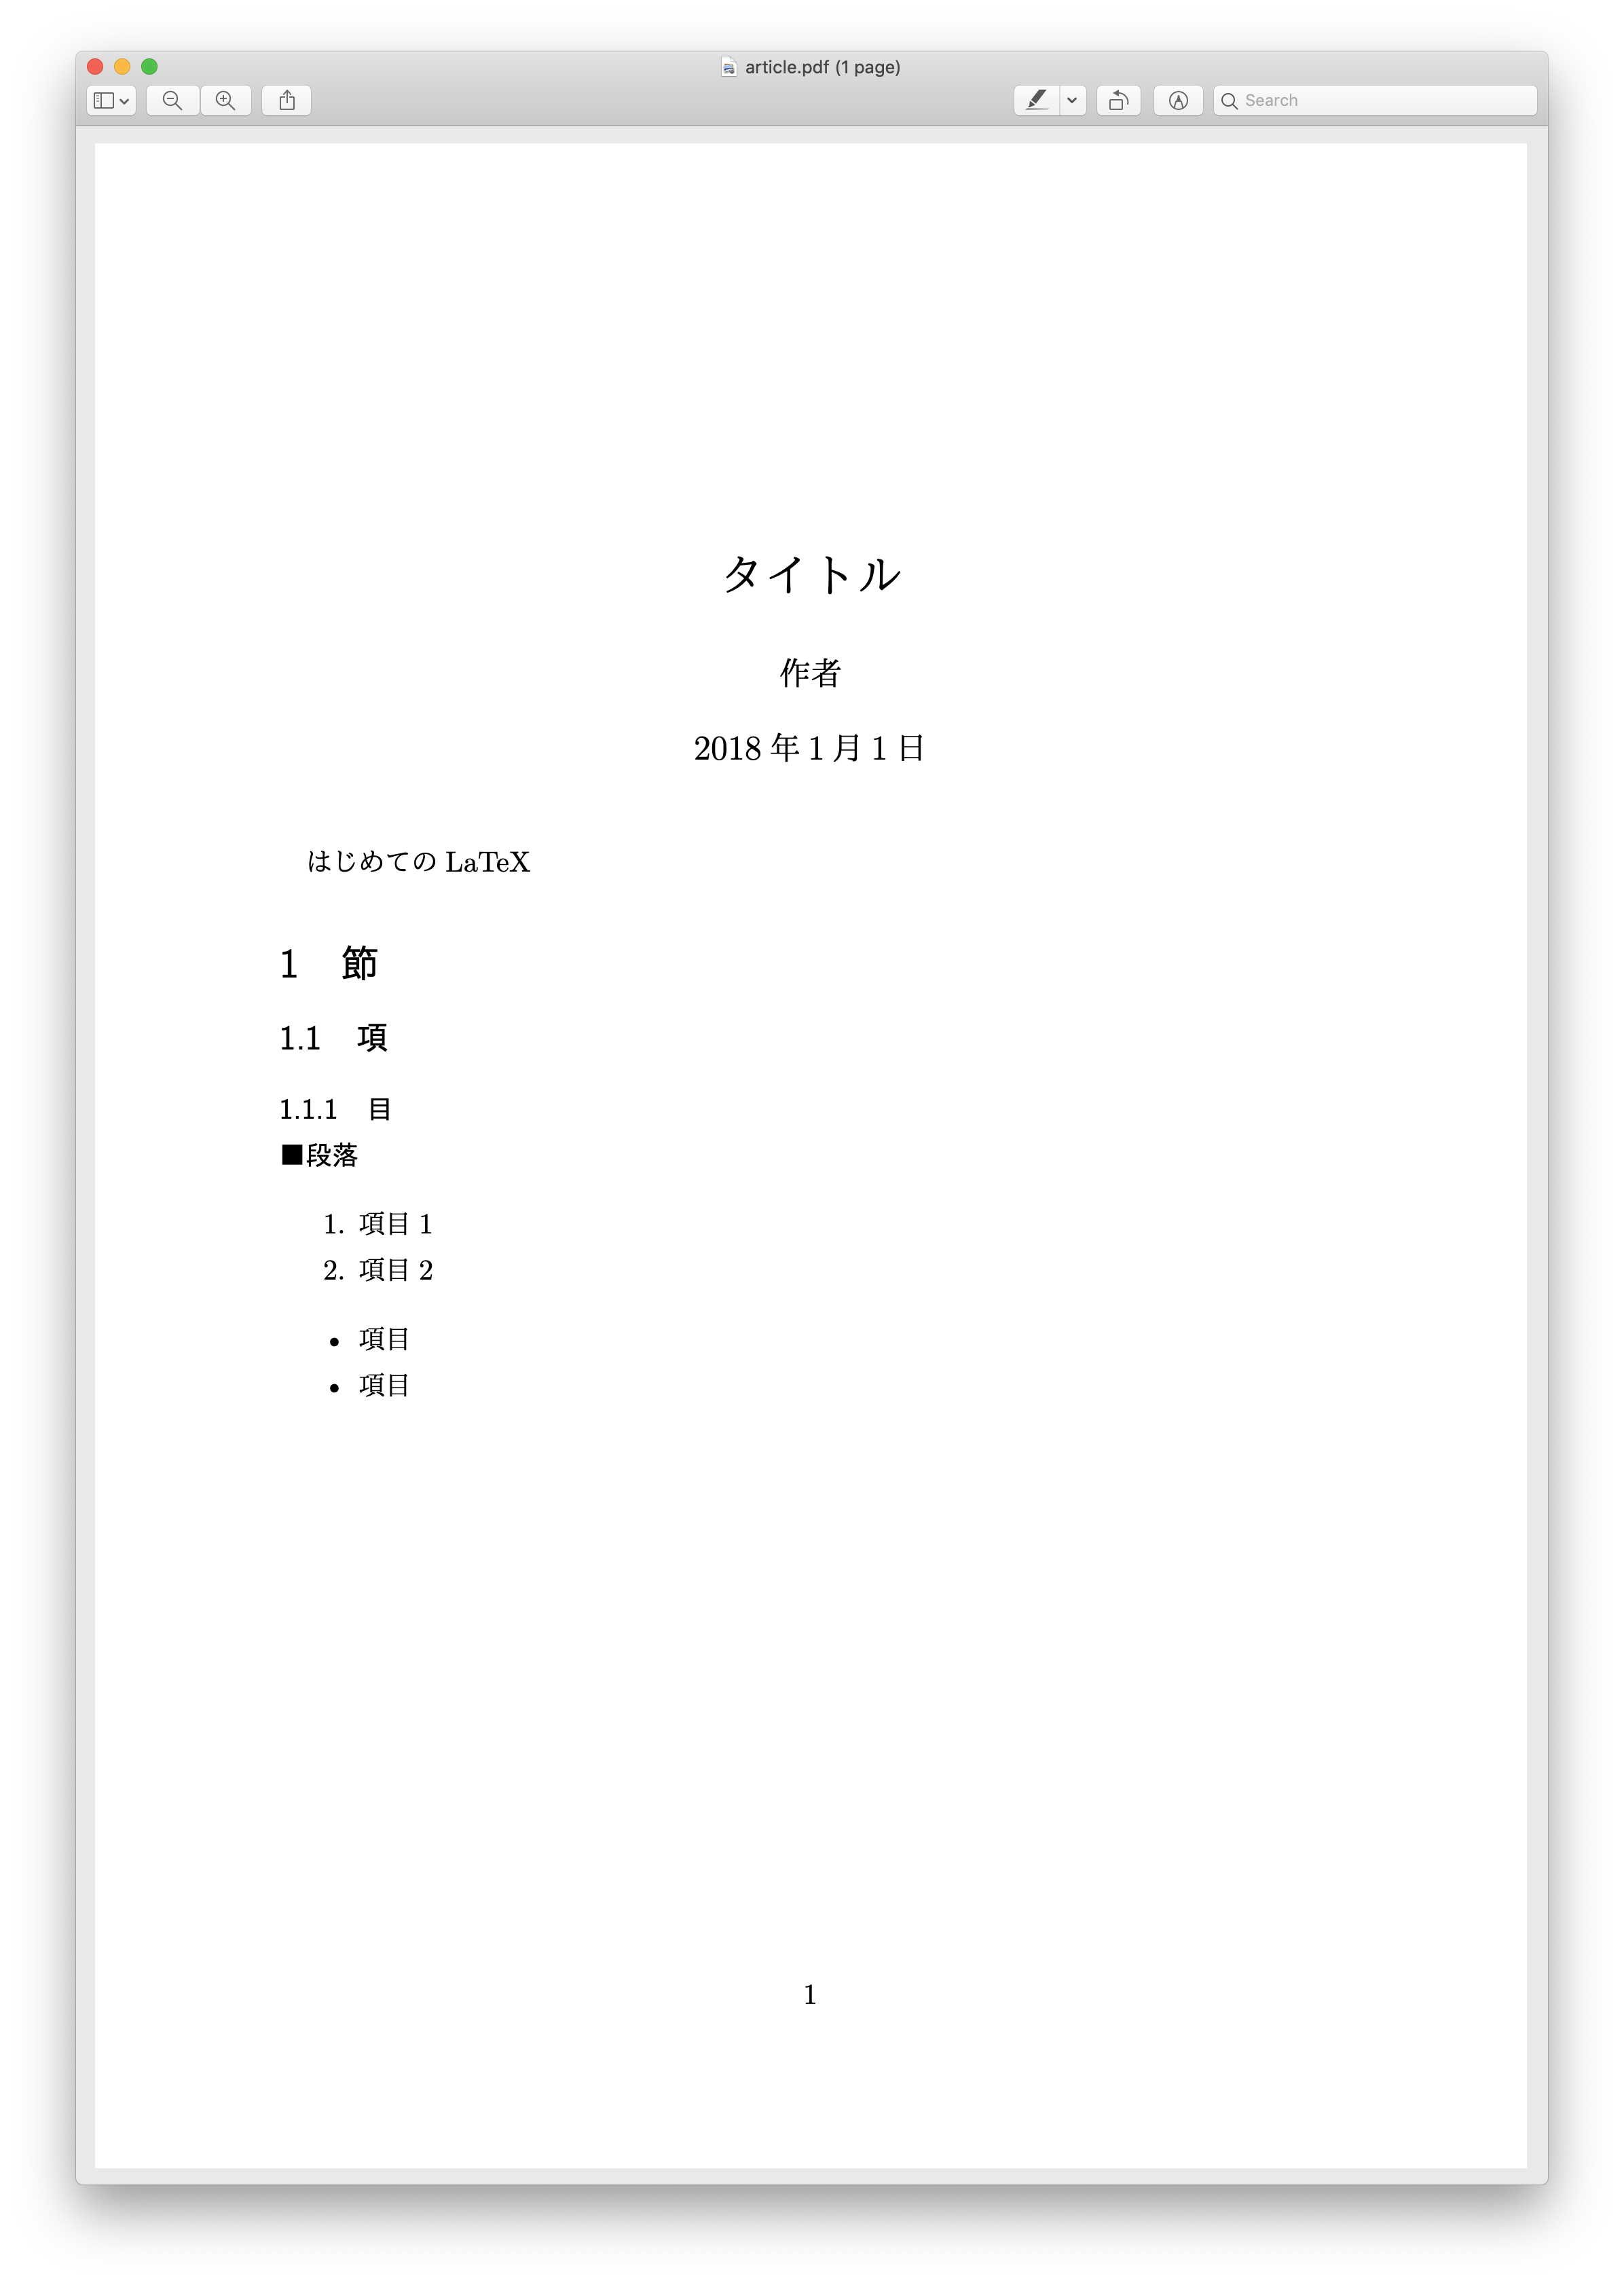 article.pdf (1 page)
Search
タイトル
作者
2018 年 1 月 1 日
はじめての LaTeX
1 節
1.1 項
1.1.1 目
■段落
1. 項目 1
2. 項目 2
• 項目
• 項目
1